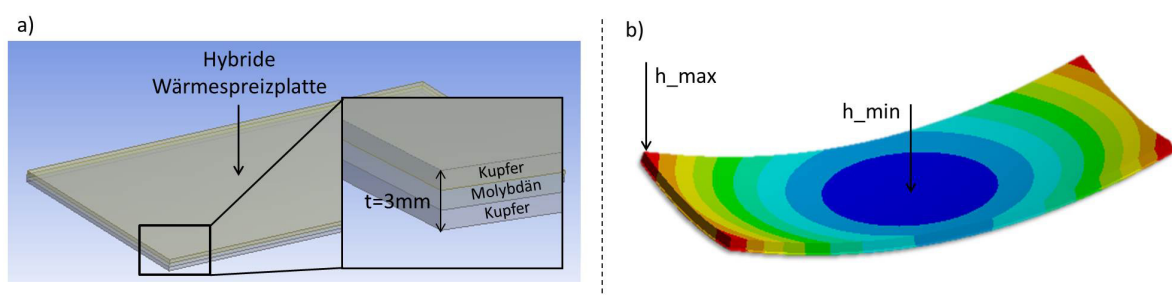 a)
Hybride
Wärmespreizplatte
Kupfer
Molybdän
Kupfer
t=3mm
b)
h_max
h_min